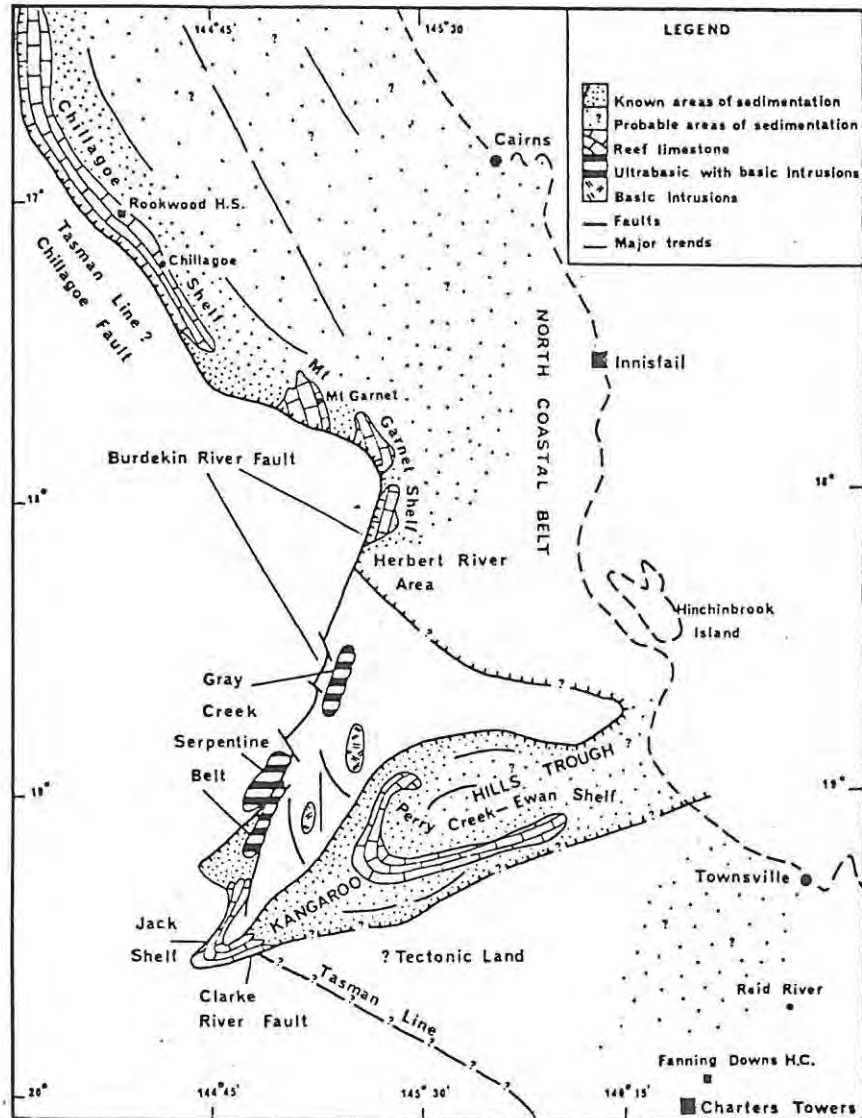 144° 45'
145° 30
LEGEND
Known areas of sedimentation
? Probable areas of sedimentation
Reef limestone
Ultrabasic with basic intrusions
Basic Intrusions
Faults
Major trends
Cairns
Chillagoe
Shelf
17°
Rookwood H.S.
Chillagoe
Tasman Line ?
Chillagoe Fault
NORTH COASTAL BELT
Innisfail
Mt
Mt Garnet
Garnet
Shelf
Burdekin River Fault
18°
18°
Herbert River
Area
Hinchinbrook
Island
Gray
Creek
Serpentine
Belt
HILLS TROUGH
Perry
Creek–Ewan Shelf
19°
19°
KANGAROO
Townsville
Jack
Shelf
? Tectonic Land
Tasman
Line
Clarke
River Fault
Reid River
Fanning Downs H.C.
Charters Towers
20°
144° 45'
145° 30
146° 15'